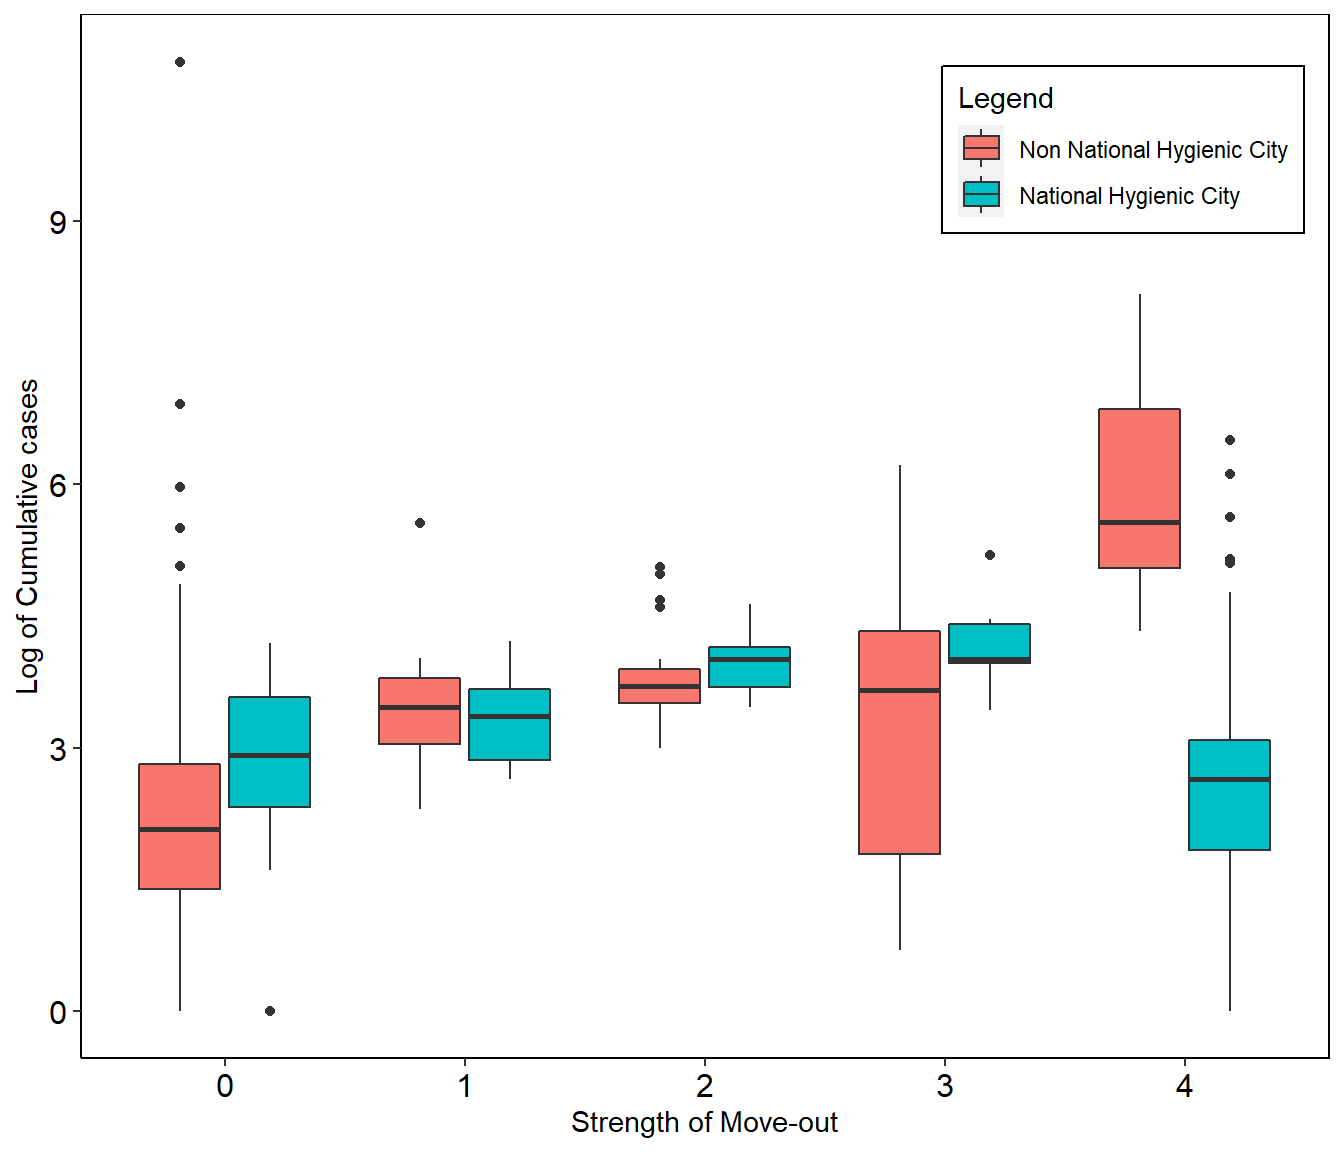 Legend
Non National Hygienic City
National Hygienic City
9
6
3
0
Log of Cumulative cases
0 1 2 3 4
Strength of Move-out